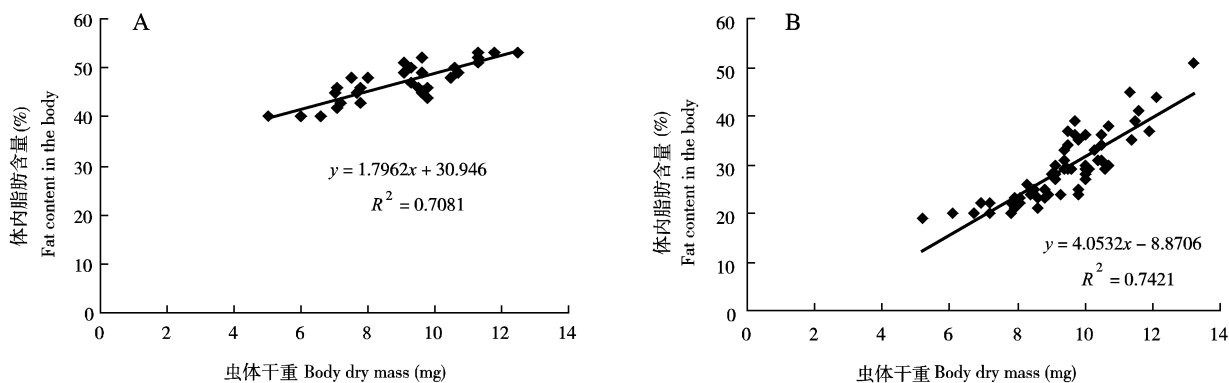 A
60
50
40
30
20
10
0
0 2 4 6 8 10 12 14
体内脂肪含量 (%)
Fat content in the body
y = 1.7962x + 30.946
R² = 0.7081
虫体干重 Body dry mass (mg)
B
60
50
40
30
20
10
0
0 2 4 6 8 10 12 14
体内脂肪含量 (%)
Fat content in the body
y = 4.0532x − 8.8706
R² = 0.7421
虫体干重 Body dry mass (mg)